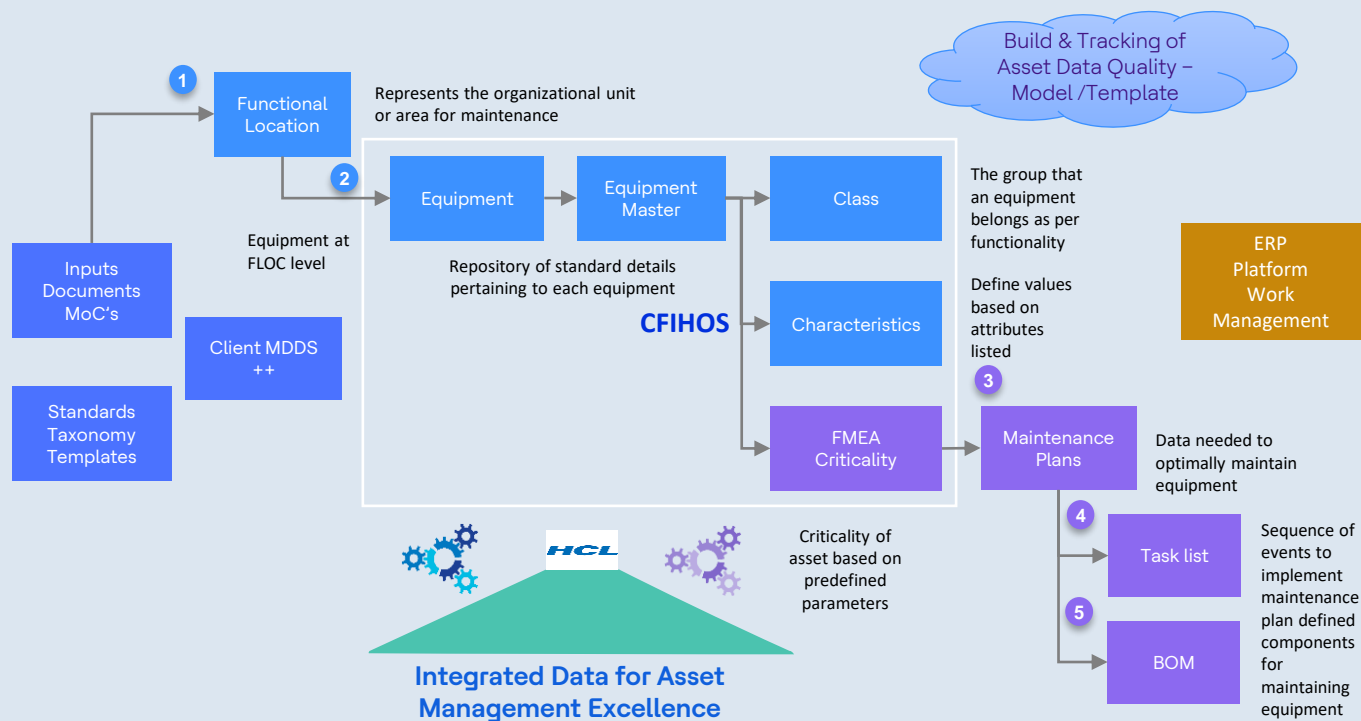 Build & Tracking of
Asset Data Quality –
Model /Template
1
Functional
Location
Represents the organizational unit
or area for maintenance
2
Equipment
Equipment
Master
Class
The group that
an equipment
belongs as per
functionality
Equipment at
FLOC level
Repository of standard details
pertaining to each equipment
CFIHOS
Characteristics
Define values
based on
attributes
listed
ERP
Platform
Work
Management
Inputs
Documents
MoC's
Client MDDS
++
Standards
Taxonomy
Templates
3
FMEA
Criticality
Maintenance
Plans
Data needed to
optimally maintain
equipment
Criticality of
asset based on
predefined
parameters
4
Task list
5
BOM
Sequence of
events to
implement
maintenance
plan defined
components
for
maintaining
equipment
HCL
Integrated Data for Asset
Management Excellence